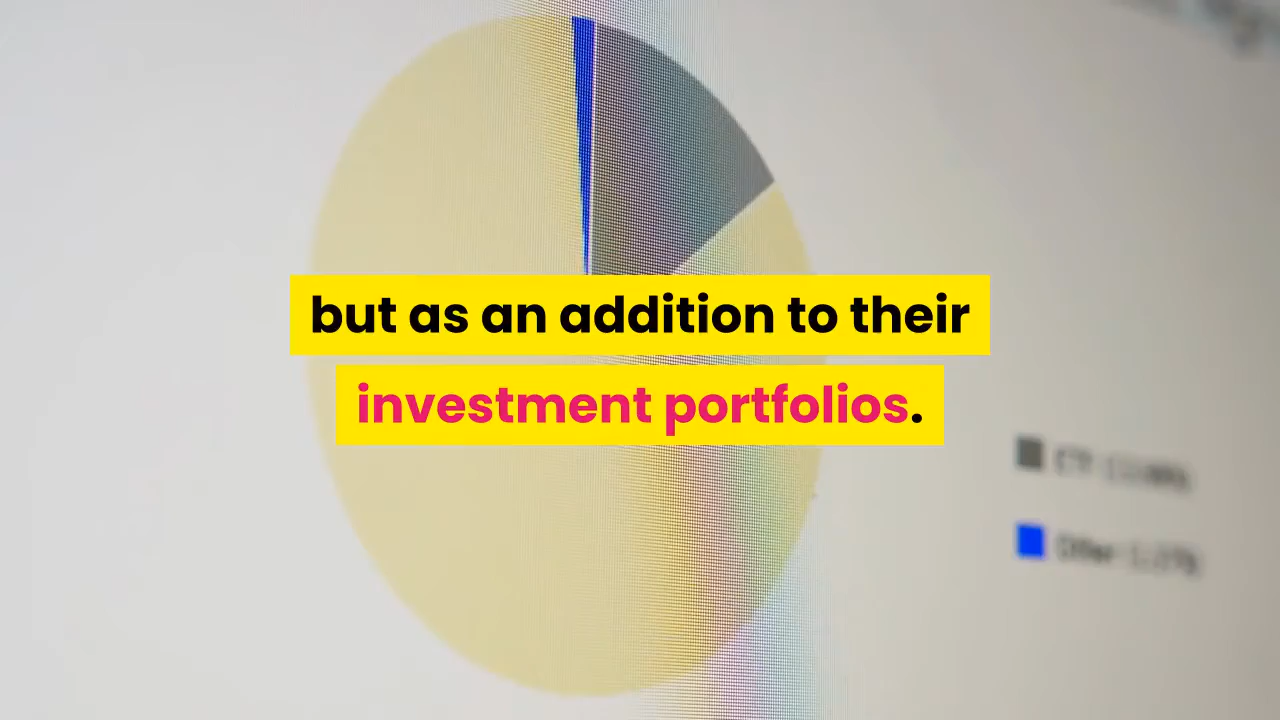 but as an addition to their
investment portfolios.